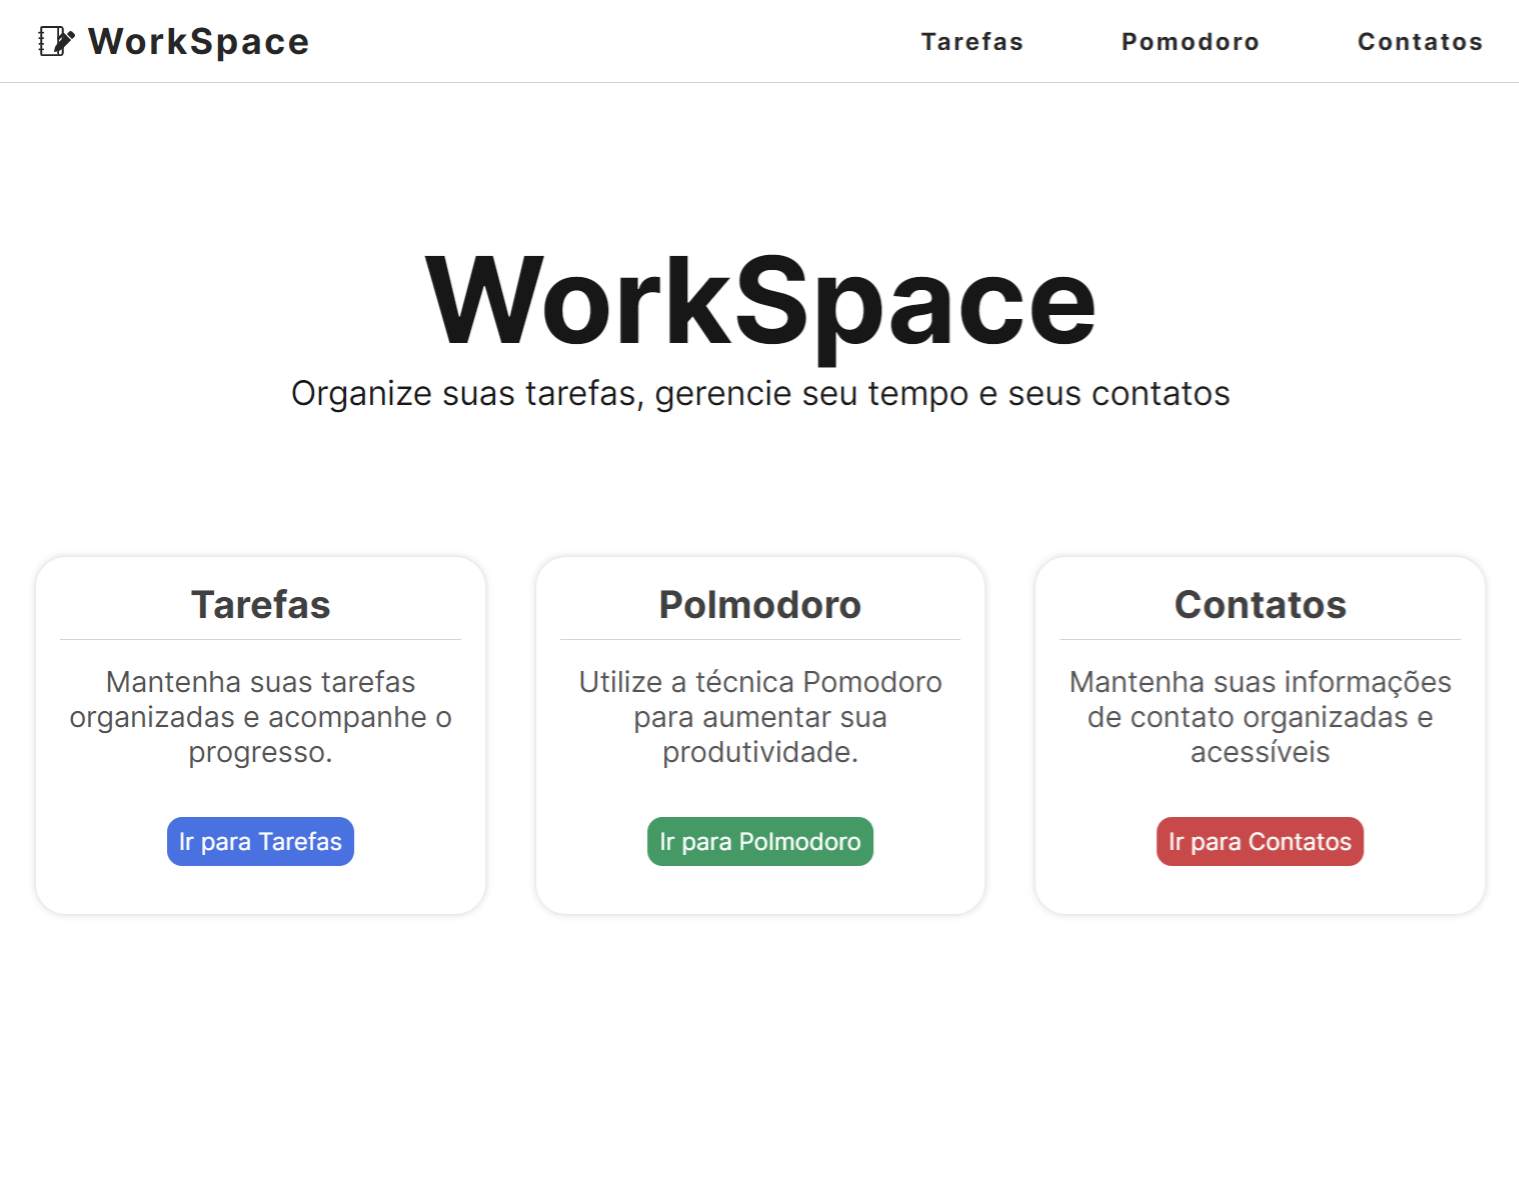 WorkSpace
Tarefas
Pomodoro
Contatos
WorkSpace
Organize suas tarefas, gerencie seu tempo e seus contatos
Tarefas
Mantenha suas tarefas
organizadas e acompanhe o
progresso.
Ir para Tarefas
Polmodoro
Utilize a técnica Pomodoro
para aumentar sua
produtividade.
Ir para Polmodoro
Contatos
Mantenha suas informações
de contato organizadas e
acessíveis
Ir para Contatos